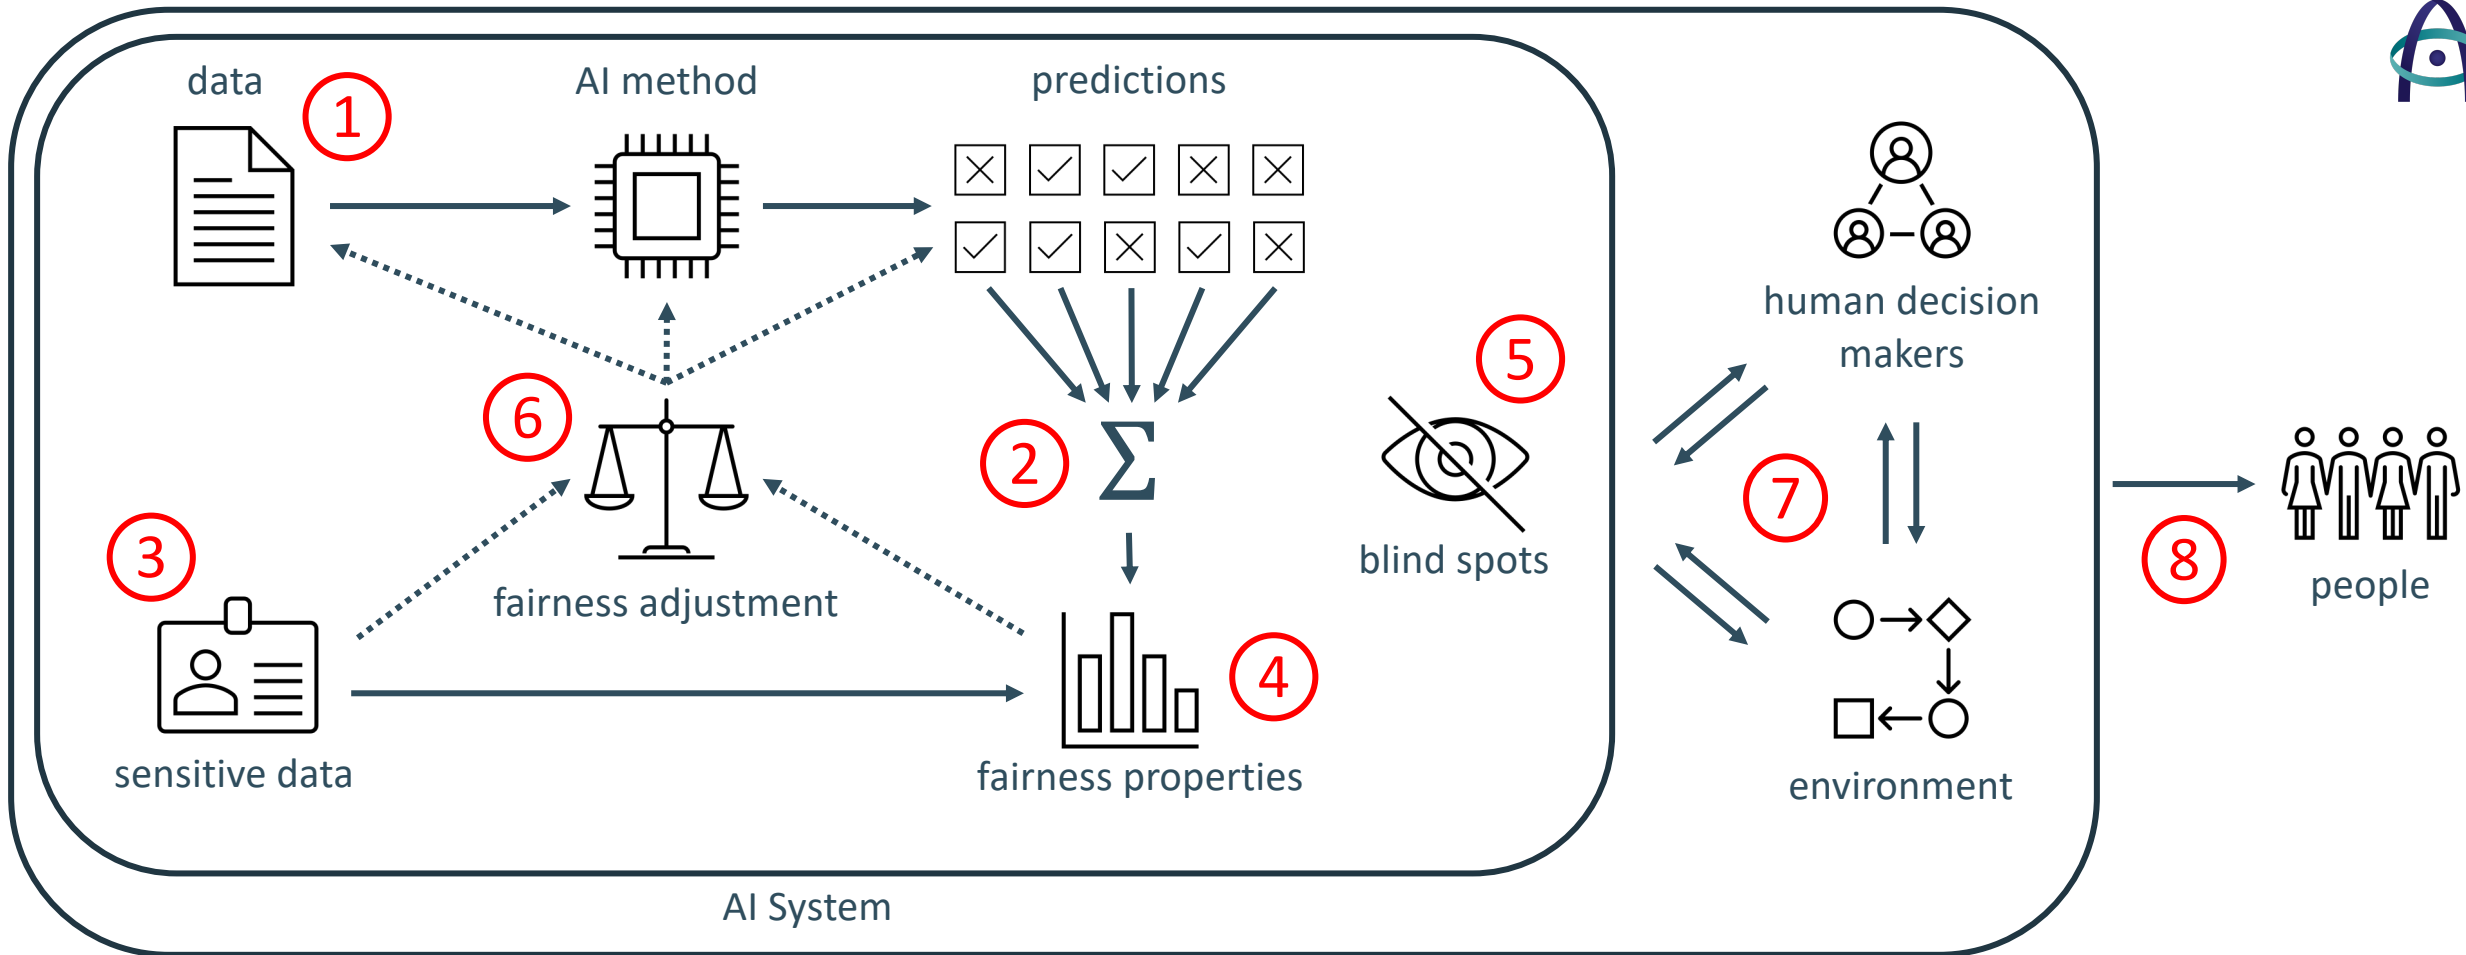 data
1
AI method
predictions
human decision
makers
5
6
2
Σ
7
3
fairness adjustment
blind spots
8
people
4
sensitive data
fairness properties
environment
AI System